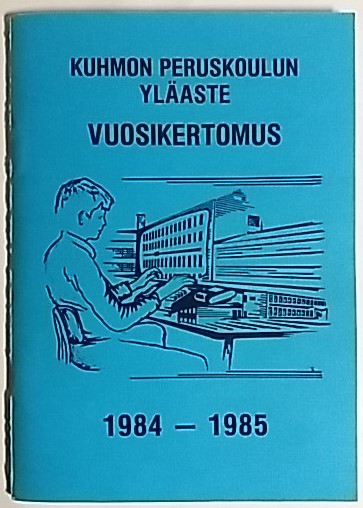 KUHMON PERUSKOULUN
YLÄASTE
VUOSIKERTOMUS
1984 — 1985